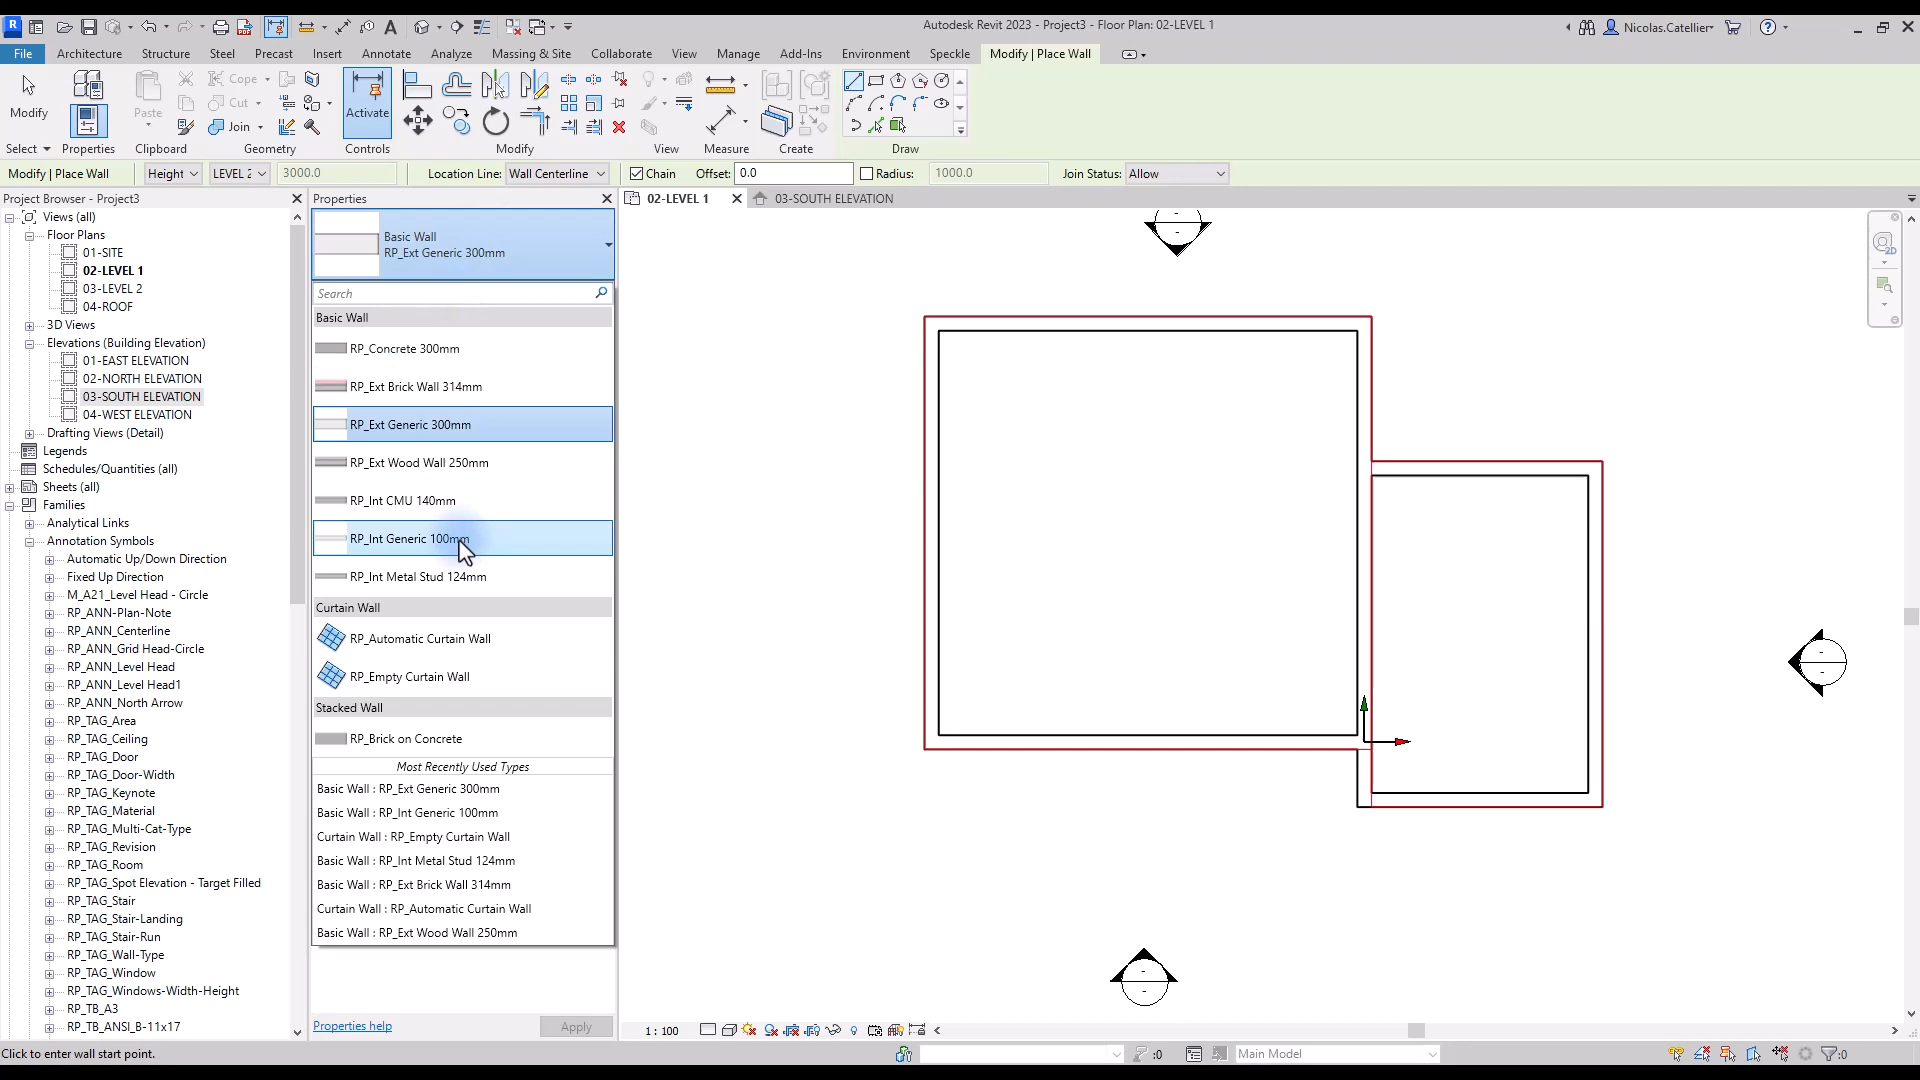 Autodesk Revit 2023 - Project3 - Floor Plan: 02-LEVEL 1
Nicolas.Catellier
File Architecture Structure Steel Precast Insert Annotate Analyze Massing & Site Collaborate View Manage Add-Ins Environment Speckle Modify | Place Wall
Modify Paste Cope Cut Join Activate
Select Properties Clipboard Geometry Controls Modify View Measure Create Draw
Modify | Place Wall Height LEVEL 2 3000.0 Location Line: Wall Centerline Chain Offset: 0.0 Radius: 1000.0 Join Status: Allow
Project Browser - Project3
Views (all)
Floor Plans
01-SITE
02-LEVEL 1
03-LEVEL 2
04-ROOF
3D Views
Elevations (Building Elevation)
01-EAST ELEVATION
02-NORTH ELEVATION
03-SOUTH ELEVATION
04-WEST ELEVATION
Drafting Views (Detail)
Legends
Schedules/Quantities (all)
Sheets (all)
Families
Analytical Links
Annotation Symbols
Automatic Up/Down Direction
Fixed Up Direction
M_A21_Level Head - Circle
RP_ANN-Plan-Note
RP_ANN_Centerline
RP_ANN_Grid Head-Circle
RP_ANN_Level Head
RP_ANN_Level Head1
RP_ANN_North Arrow
RP_TAG_Area
RP_TAG_Ceiling
RP_TAG_Door
RP_TAG_Door-Width
RP_TAG_Keynote
RP_TAG_Material
RP_TAG_Multi-Cat-Type
RP_TAG_Revision
RP_TAG_Room
RP_TAG_Spot Elevation - Target Filled
RP_TAG_Stair
RP_TAG_Stair-Landing
RP_TAG_Stair-Run
RP_TAG_Wall-Type
RP_TAG_Window
RP_TAG_Windows-Width-Height
RP_TB_A3
RP_TB_ANSI_B-11x17
Properties
Basic Wall
RP_Ext Generic 300mm
Search
Basic Wall
RP_Concrete 300mm
RP_Ext Brick Wall 314mm
RP_Ext Generic 300mm
RP_Ext Wood Wall 250mm
RP_Int CMU 140mm
RP_Int Generic 100mm
RP_Int Metal Stud 124mm
Curtain Wall
RP_Automatic Curtain Wall
RP_Empty Curtain Wall
Stacked Wall
RP_Brick on Concrete
Most Recently Used Types
Basic Wall : RP_Ext Generic 300mm
Basic Wall : RP_Int Generic 100mm
Curtain Wall : RP_Empty Curtain Wall
Basic Wall : RP_Int Metal Stud 124mm
Basic Wall : RP_Ext Brick Wall 314mm
Curtain Wall : RP_Automatic Curtain Wall
Basic Wall : RP_Ext Wood Wall 250mm
Properties help Apply
02-LEVEL 1 03-SOUTH ELEVATION
2D
1 : 100
Click to enter wall start point.
:0 Main Model :0